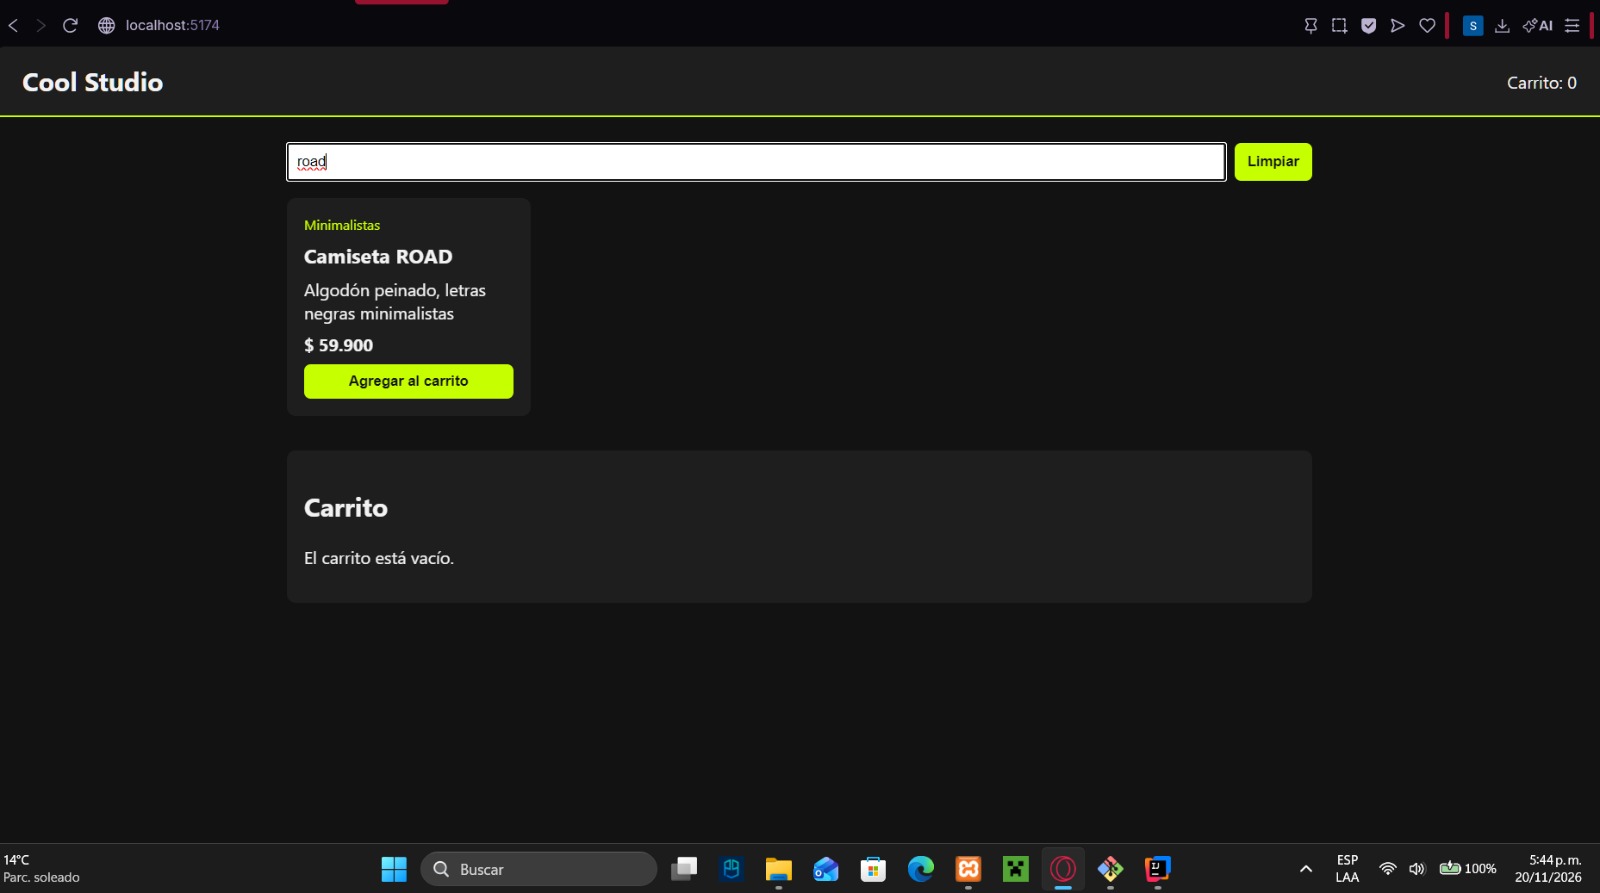 localhost:5174
S
AI
Cool Studio
Carrito: 0
road
Limpiar
Minimalistas
Camiseta ROAD
Algodón peinado, letras
negras minimalistas
$ 59.900
Agregar al carrito
Carrito
El carrito está vacío.
14°C
Parc. soleado
Buscar
ESP
LAA
100%
5:44 p. m.
20/11/2026